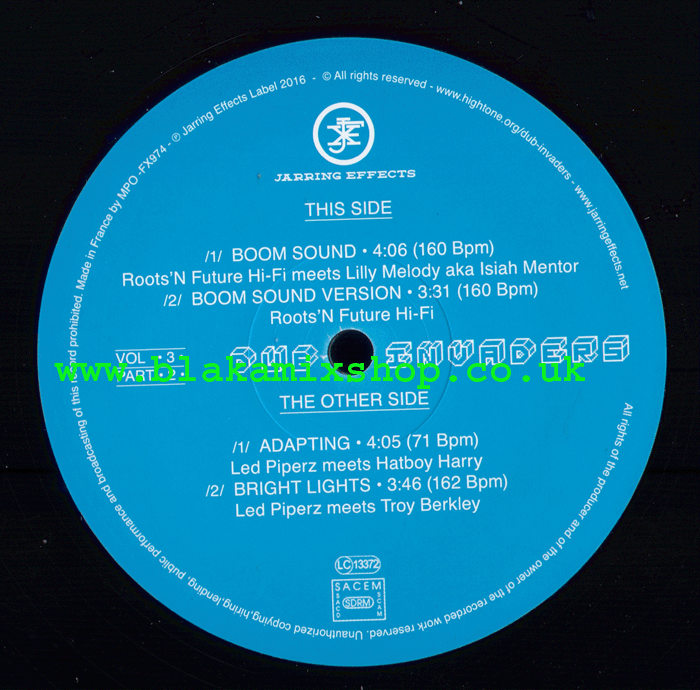 Unauthorized copying, hiring, lending, public performance and broadcasting of this record prohibited. Made in France by MPO -FX974 - ℗ Jarring Effects Label 2016 - © All rights reserved - www.hightone.org/dub-invaders - www.jarringeffects.net
All rights of the producer and of the owner of the recorded work reserved.
JARRING EFFECTS
THIS SIDE
/1/ BOOM SOUND • 4:06 (160 Bpm)
Roots'N Future Hi-Fi meets Lilly Melody aka Isiah Mentor
/2/ BOOM SOUND VERSION • 3:31 (160 Bpm)
Roots'N Future Hi-Fi
VOL • 3
PART • 2
DUB INVADERS
www.blakamixshop.co.uk
THE OTHER SIDE
/1/ ADAPTING • 4:05 (71 Bpm)
Led Piperz meets Hatboy Harry
/2/ BRIGHT LIGHTS • 3:46 (162 Bpm)
Led Piperz meets Troy Berkley
LC 13372
SACEM
SACD SDRM SCAM